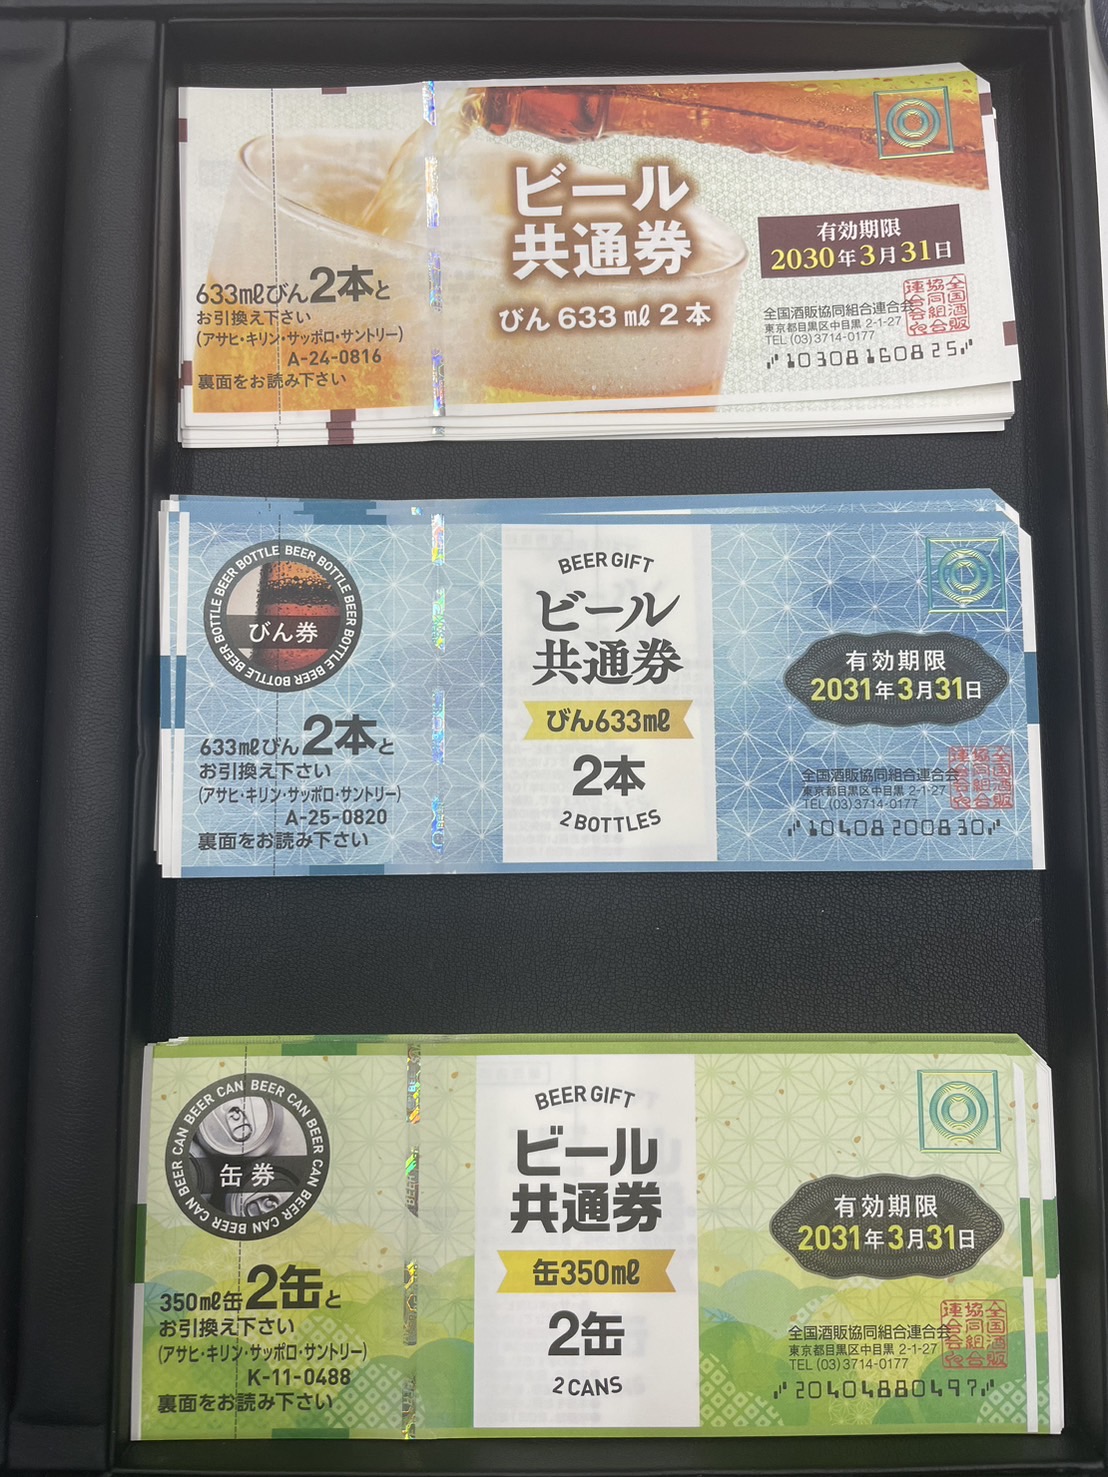 ビール
共通券
びん 633 ㎖ 2 本
有効期限
2030年3月31日
633㎖びん2本と
お引換え下さい
(アサヒ・キリン・サッポロ・サントリー)
A-24-0816
裏面をお読み下さい
全国酒販協同組合連合会
東京都目黒区中目黒 2-1-27
TEL (03) 3714-0177
全国酒販協同組合連合会
10308160825
BEER BOTTLE BEER BOTTLE BEER BOTTLE BEER BOTTLE
びん券
633㎖びん2本と
お引換え下さい
(アサヒ・キリン・サッポロ・サントリー)
A-25-0820
裏面をお読み下さい
BEER GIFT
ビール
共通券
びん633㎖
2本
2 BOTTLES
有効期限
2031年3月31日
全国酒販協同組合連合会
東京都目黒区中目黒 2-1-27
TEL (03) 3714-0177
全国酒販協同組合連合会
10408200830
BEER CAN BEER CAN BEER CAN BEER CAN BEER CAN
缶券
350㎖缶2缶と
お引換え下さい
(アサヒ・キリン・サッポロ・サントリー)
K-11-0488
裏面をお読み下さい
BEER GIFT
ビール
共通券
缶350㎖
2缶
2 CANS
有効期限
2031年3月31日
全国酒販協同組合連合会
東京都目黒区中目黒 2-1-27
TEL (03) 3714-0177
全国酒販協同組合連合会
20404880497